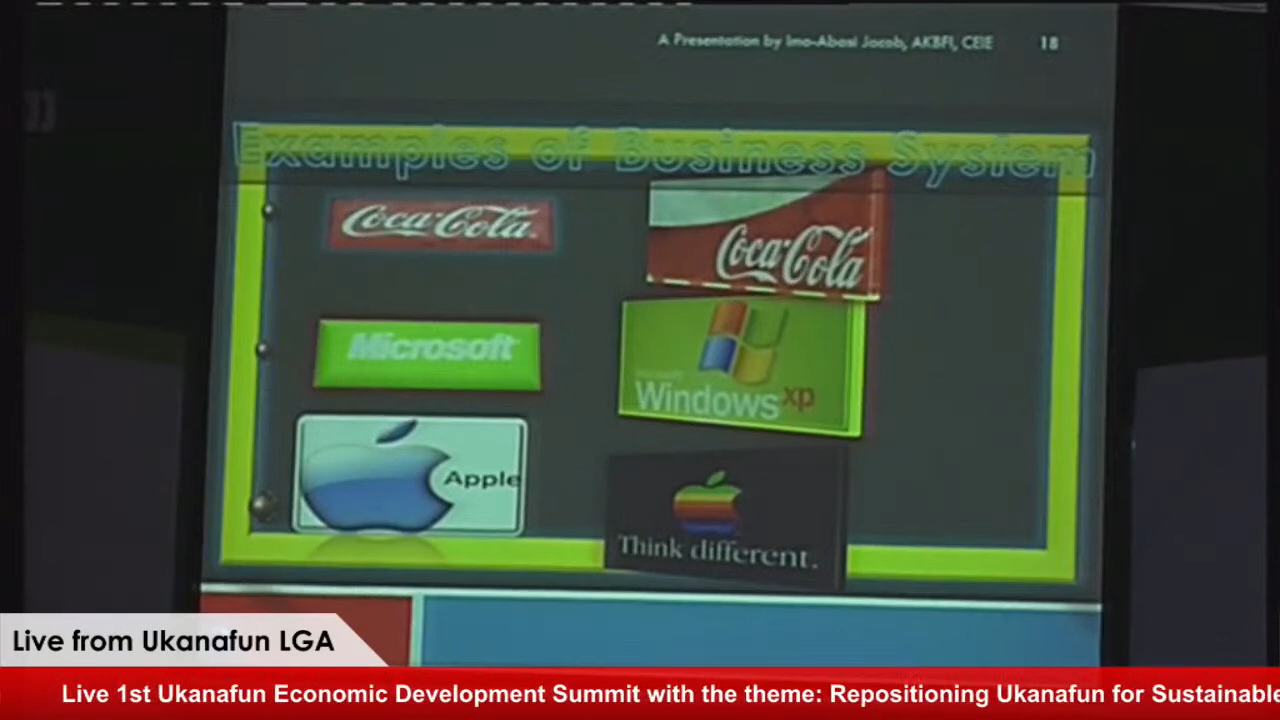 A Presentation by Imo-Abasi Jacob, AKBFI, CEIE 18
Examples of Business System
Coca-Cola
Coca-Cola
Microsoft
Windows xp
Apple
Think different.
Live from Ukanafun LGA
Live 1st Ukanafun Economic Development Summit with the theme: Repositioning Ukanafun for Sustainable